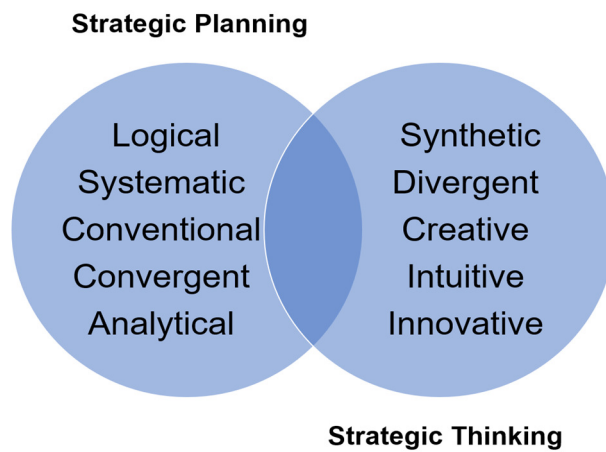 Strategic Planning
Logical
Systematic
Conventional
Convergent
Analytical
Synthetic
Divergent
Creative
Intuitive
Innovative
Strategic Thinking